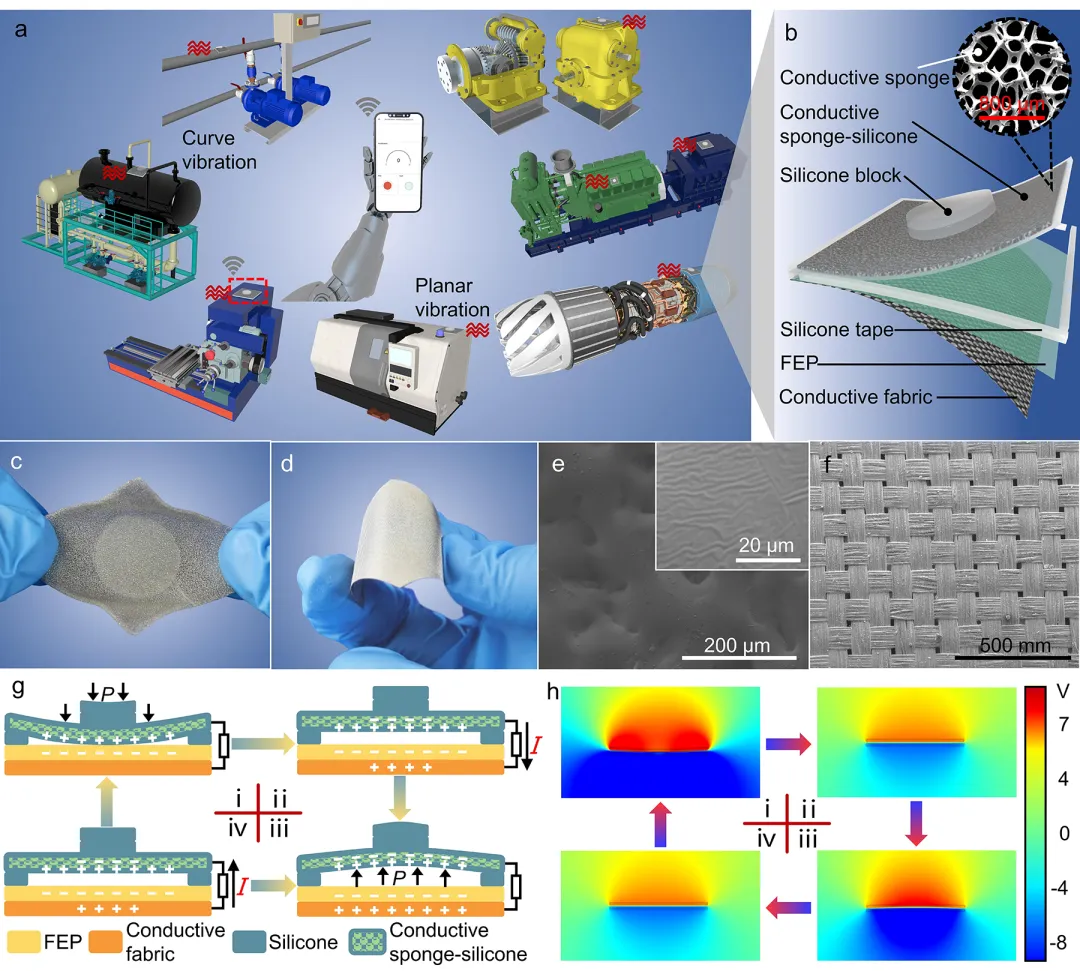 a
Curve
vibration
Planar
vibration
b
Conductive sponge
Conductive
sponge-silicone
Silicone block
Silicone tape
FEP
Conductive fabric
800 μm
c
d
e
20 μm
200 μm
f
500 mm
g
P
I
i
ii
iv
iii
I
P
FEP
Conductive
fabric
Silicone
Conductive
sponge-silicone
h
i
ii
iv
iii
V
7
4
0
-4
-8